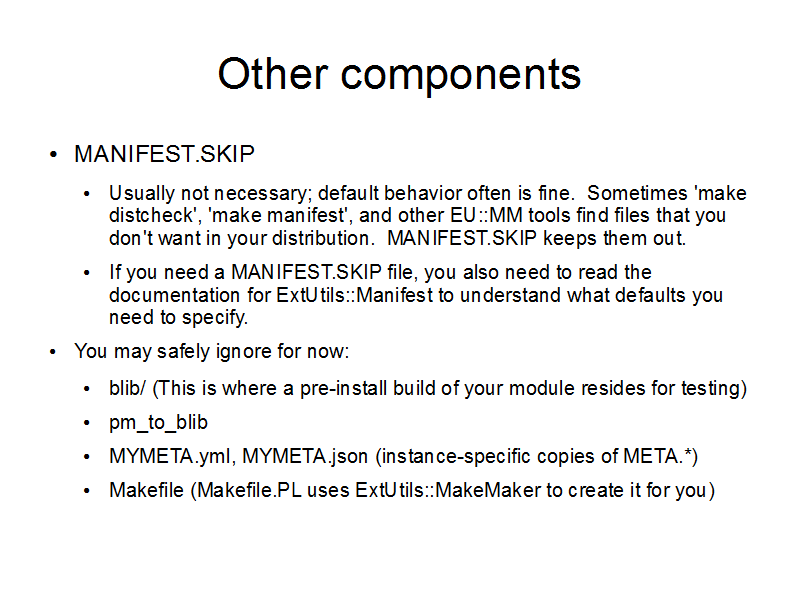 Other components
• MANIFEST.SKIP
• Usually not necessary; default behavior often is fine.  Sometimes 'make
distcheck', 'make manifest', and other EU::MM tools find files that you
don't want in your distribution.  MANIFEST.SKIP keeps them out.
• If you need a MANIFEST.SKIP file, you also need to read the
documentation for ExtUtils::Manifest to understand what defaults you
need to specify.
• You may safely ignore for now:
• blib/ (This is where a pre-install build of your module resides for testing)
• pm_to_blib
• MYMETA.yml, MYMETA.json (instance-specific copies of META.*)
• Makefile (Makefile.PL uses ExtUtils::MakeMaker to create it for you)